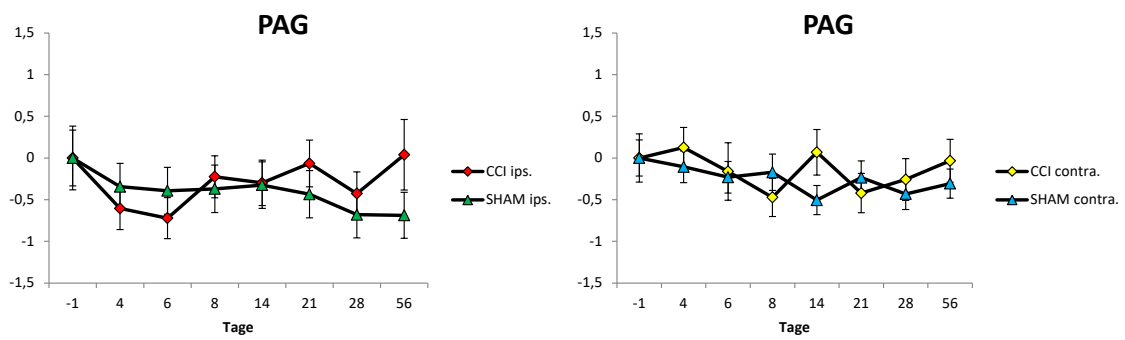 PAG
1,5
1
0,5
0
-0,5
-1
-1,5
-1 4 6 8 14 21 28 56
Tage
CCI ips.
SHAM ips.
PAG
1,5
1
0,5
0
-0,5
-1
-1,5
-1 4 6 8 14 21 28 56
Tage
CCI contra.
SHAM contra.